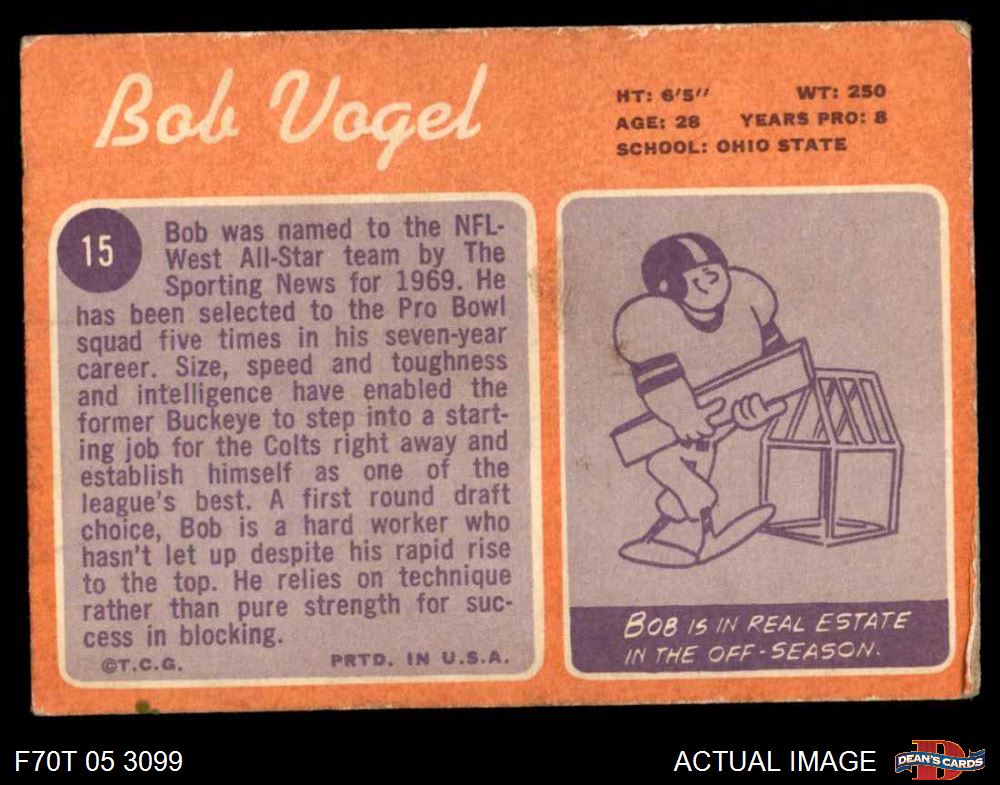 Bob Vogel
HT: 6'5'' WT: 250
AGE: 28 YEARS PRO: 8
SCHOOL: OHIO STATE
15
Bob was named to the NFL-
West All-Star team by The
Sporting News for 1969. He
has been selected to the Pro Bowl
squad five times in his seven-year
career. Size, speed and toughness
and intelligence have enabled the
former Buckeye to step into a start-
ing job for the Colts right away and
establish himself as one of the
league's best. A first round draft
choice, Bob is a hard worker who
hasn't let up despite his rapid rise
to the top. He relies on technique
rather than pure strength for suc-
cess in blocking.
©T.C.G. PRTD. IN U.S.A.
BOB IS IN REAL ESTATE
IN THE OFF-SEASON.
F70T 05 3099
ACTUAL IMAGE
D
DEAN'S CARDS